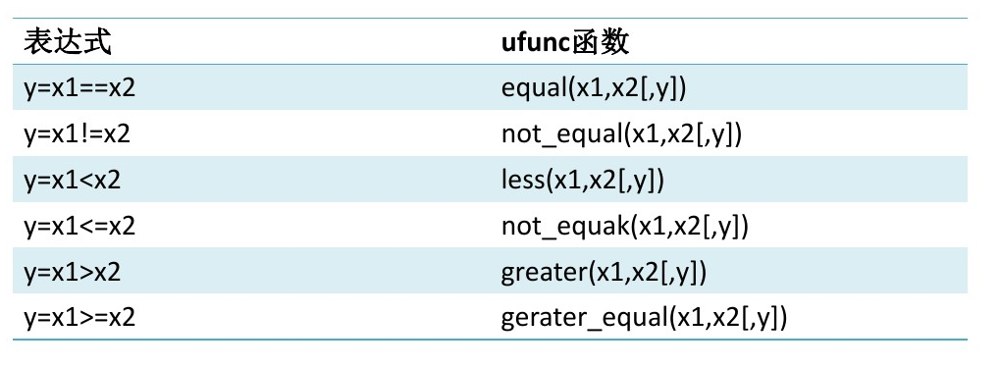 表达式 ufunc函数
y=x1==x2 equal(x1,x2[,y])
y=x1!=x2 not_equal(x1,x2[,y])
y=x1<x2 less(x1,x2[,y])
y=x1<=x2 not_equak(x1,x2[,y])
y=x1>x2 greater(x1,x2[,y])
y=x1>=x2 gerater_equal(x1,x2[,y])